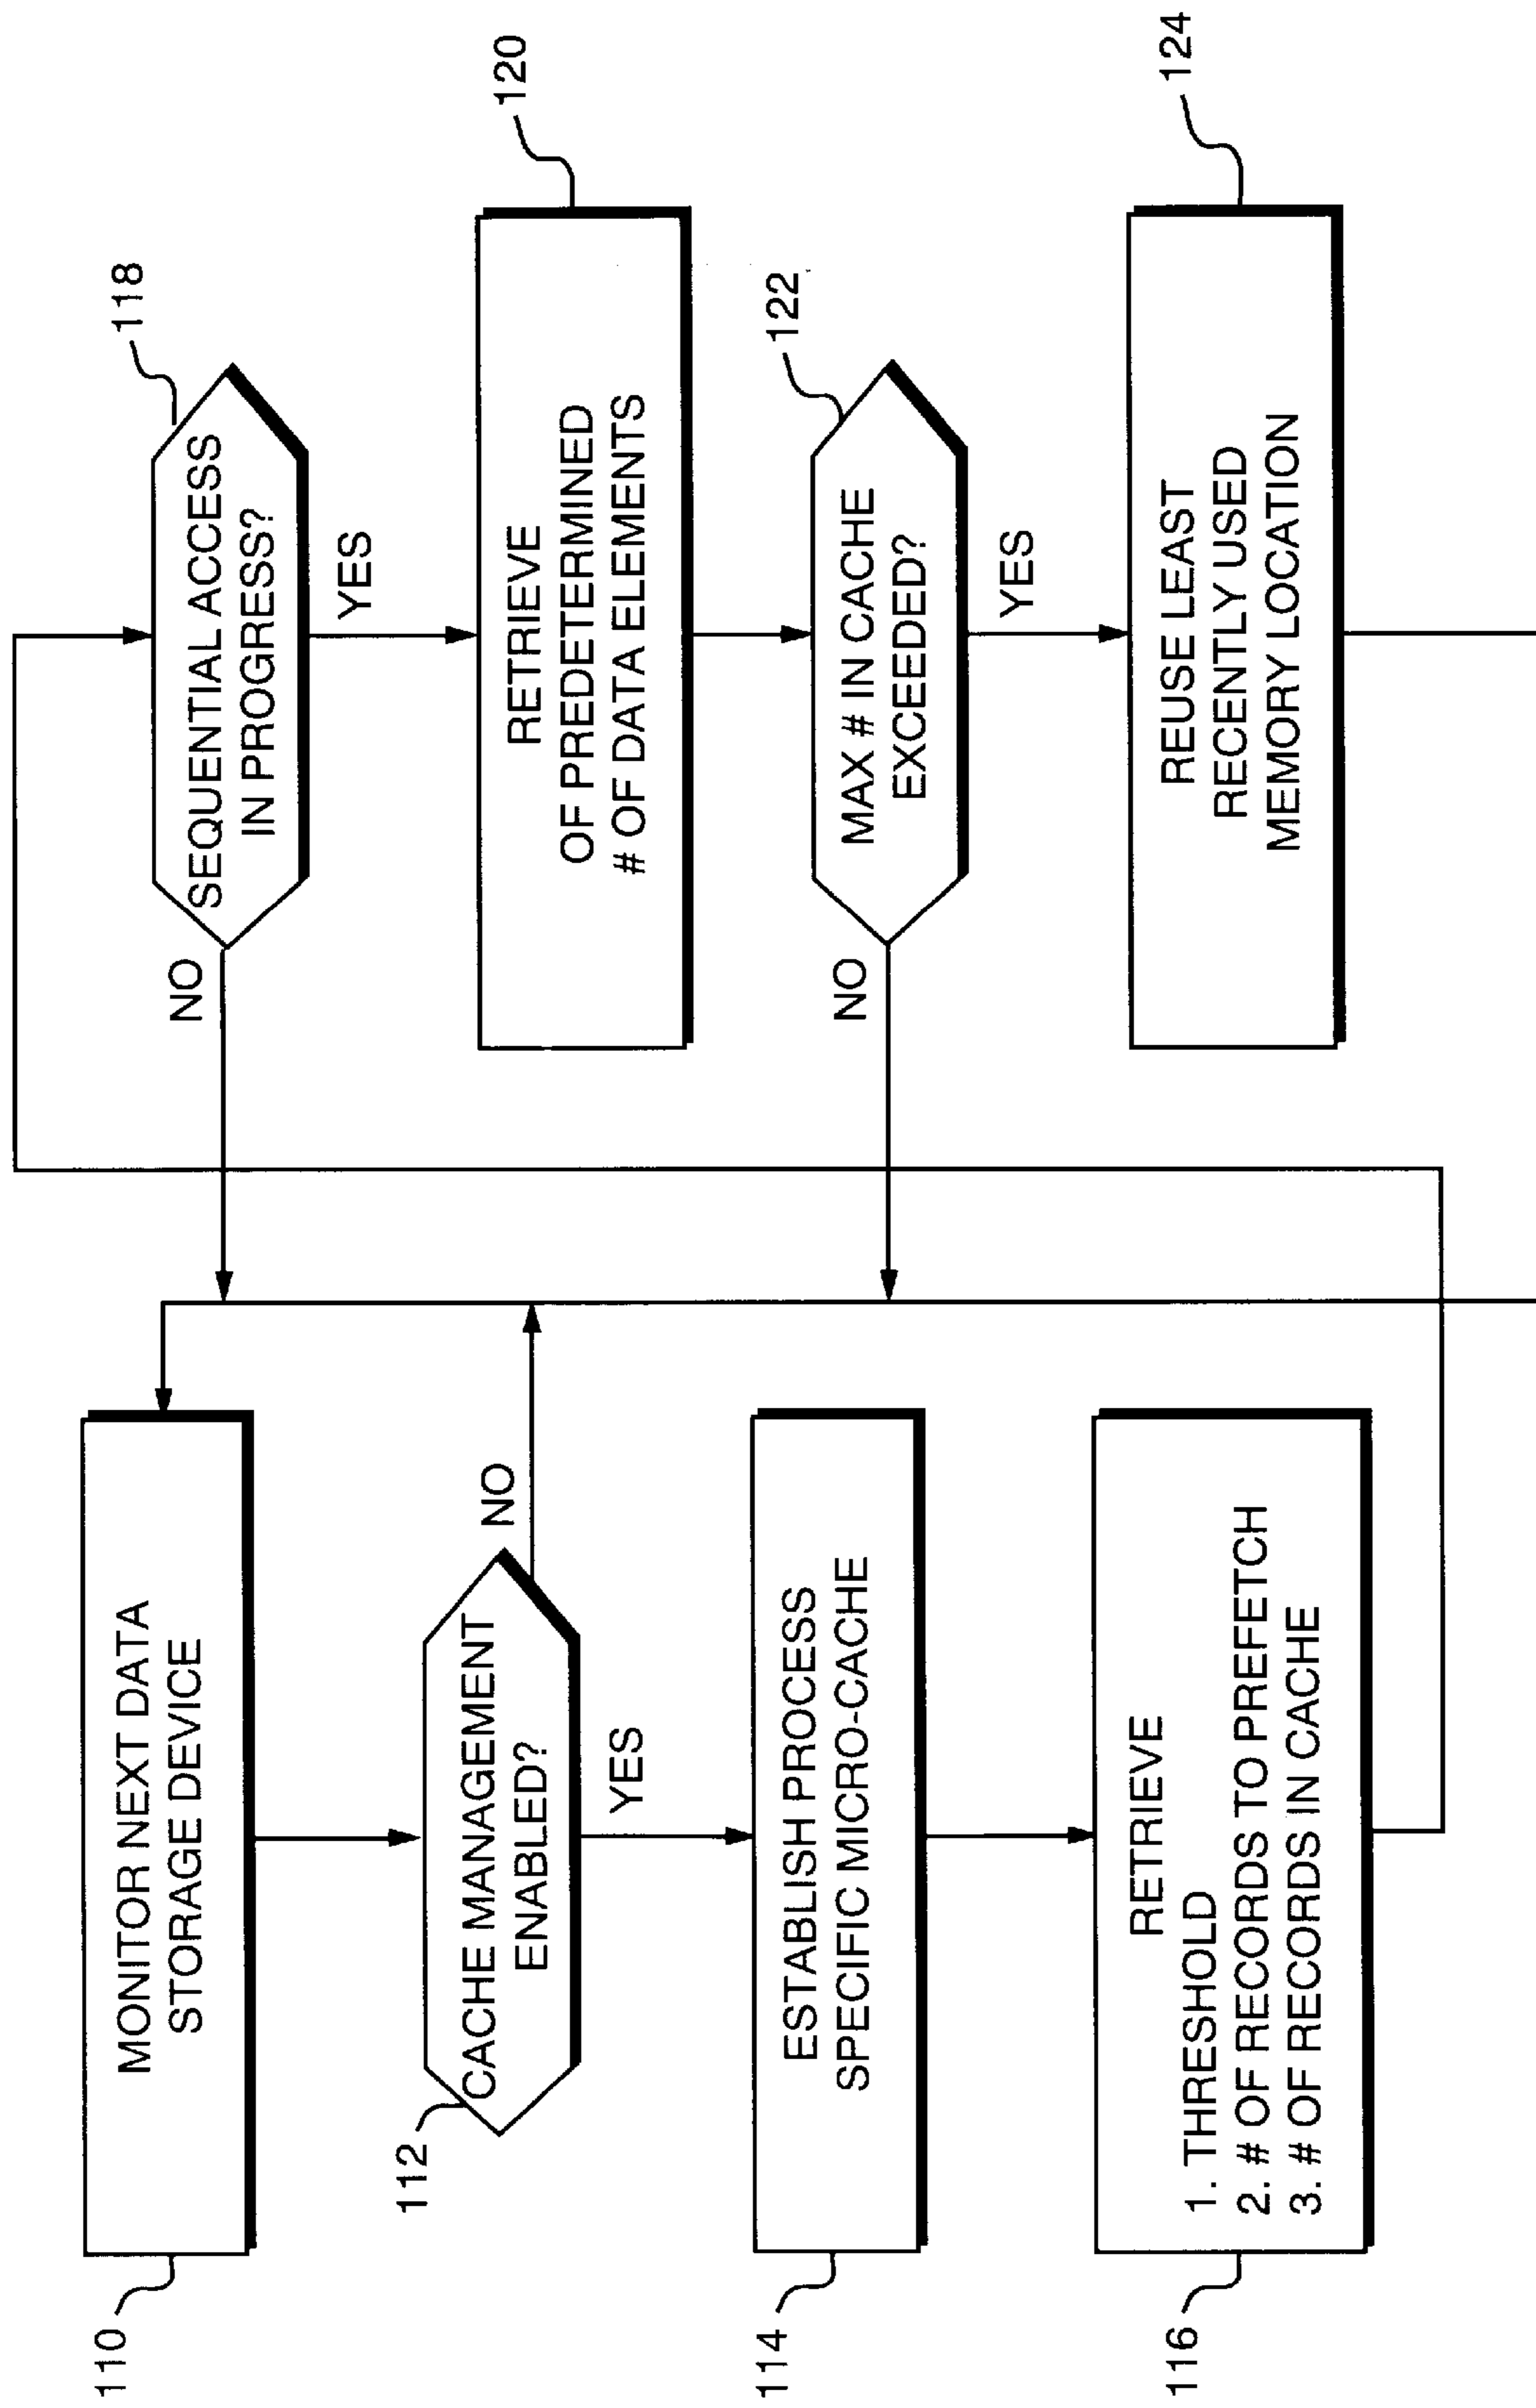 110
MONITOR NEXT DATA
STORAGE DEVICE
112
CACHE MANAGEMENT
ENABLED?
NO
YES
114
ESTABLISH PROCESS
SPECIFIC MICRO-CACHE
116
RETRIEVE
1. THRESHOLD
2. # OF RECORDS TO PREFETCH
3. # OF RECORDS IN CACHE
118
SEQUENTIAL ACCESS
IN PROGRESS?
NO
YES
120
RETRIEVE
OF PREDETERMINED
# OF DATA ELEMENTS
122
MAX # IN CACHE
EXCEEDED?
NO
YES
124
REUSE LEAST
RECENTLY USED
MEMORY LOCATION